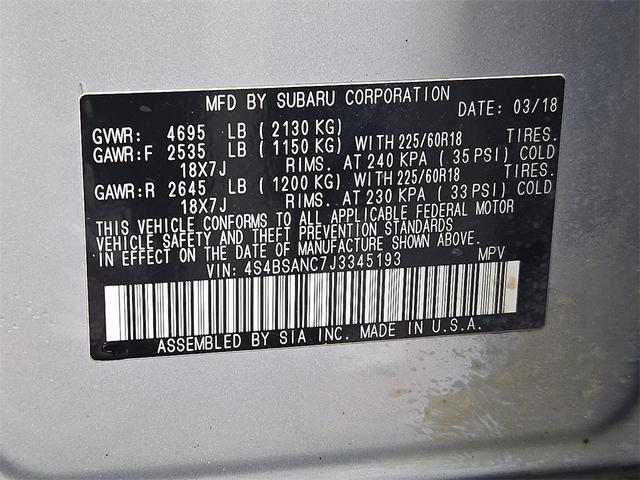 MFD BY SUBARU CORPORATION DATE: 03/18
GVWR: 4695 LB (2130 KG)
GAWR:F 2535 LB (1150 KG) WITH 225/60R18 TIRES.
18X7J RIMS. AT 240 KPA (35 PSI) COLD
GAWR:R 2645 LB (1200 KG) WITH 225/60R18 TIRES.
18X7J RIMS. AT 230 KPA (33 PSI) COLD
THIS VEHICLE CONFORMS TO ALL APPLICABLE FEDERAL MOTOR
VEHICLE SAFETY AND THEFT PREVENTION STANDARDS
IN EFFECT ON THE DATE OF MANUFACTURE SHOWN ABOVE.
VIN: 4S4BSANC7J3345193 MPV
ASSEMBLED BY SIA INC. MADE IN U.S.A.